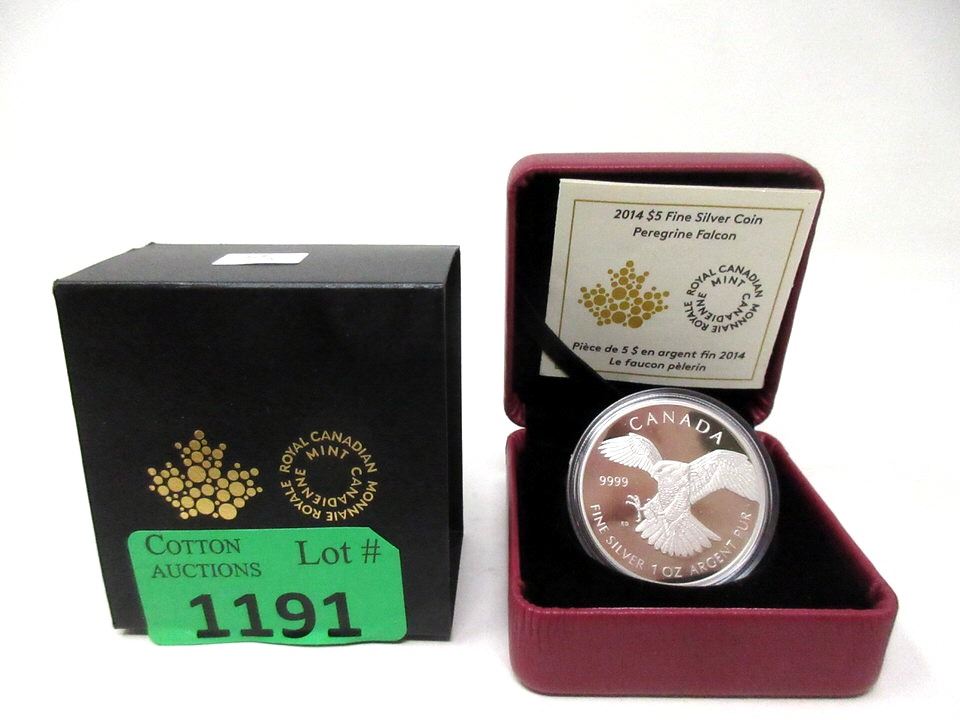 ROYAL CANADIAN MINT
MONNAIE ROYALE CANADIENNE
COTTON
AUCTIONS
Lot #
1191
2014 $5 Fine Silver Coin
Peregrine Falcon
ROYAL CANADIAN MINT
MONNAIE ROYALE CANADIENNE
Pièce de 5 $ en argent fin 2014
Le faucon pèlerin
CANADA
9999
FINE SILVER 1 OZ ARGENT PUR